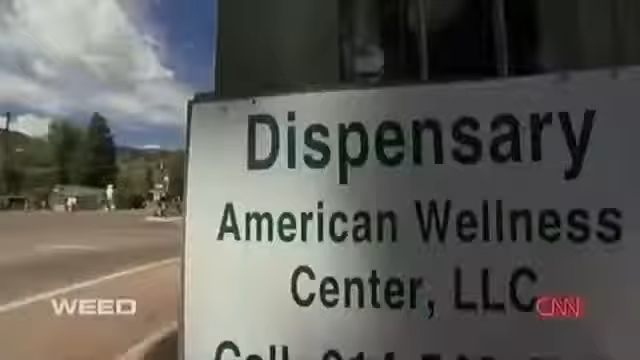 Dispensary
American Wellness
Center, LLC
WEED
CNN